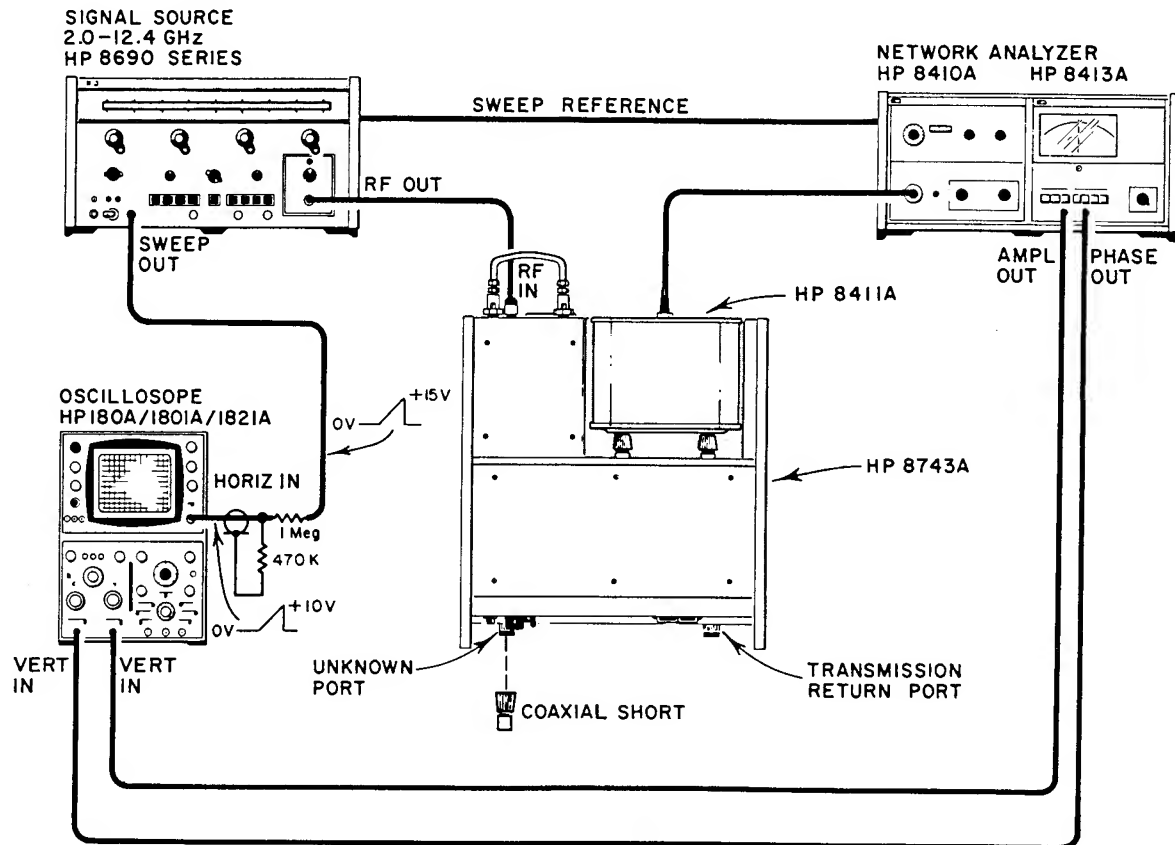 SIGNAL SOURCE
2.0-12.4 GHz
HP 8690 SERIES
NETWORK ANALYZER
HP 8410A HP 8413A
SWEEP REFERENCE
RF OUT
SWEEP
OUT
RF
IN
AMPL
OUT
PHASE
OUT
HP 8411A
OSCILLOSOPE
HP180A/1801A/1821A
+15V
0V
HORIZ IN
1 Meg
470 K
HP 8743A
+10V
0V
VERT
IN
VERT
IN
UNKNOWN
PORT
TRANSMISSION
RETURN PORT
COAXIAL SHORT